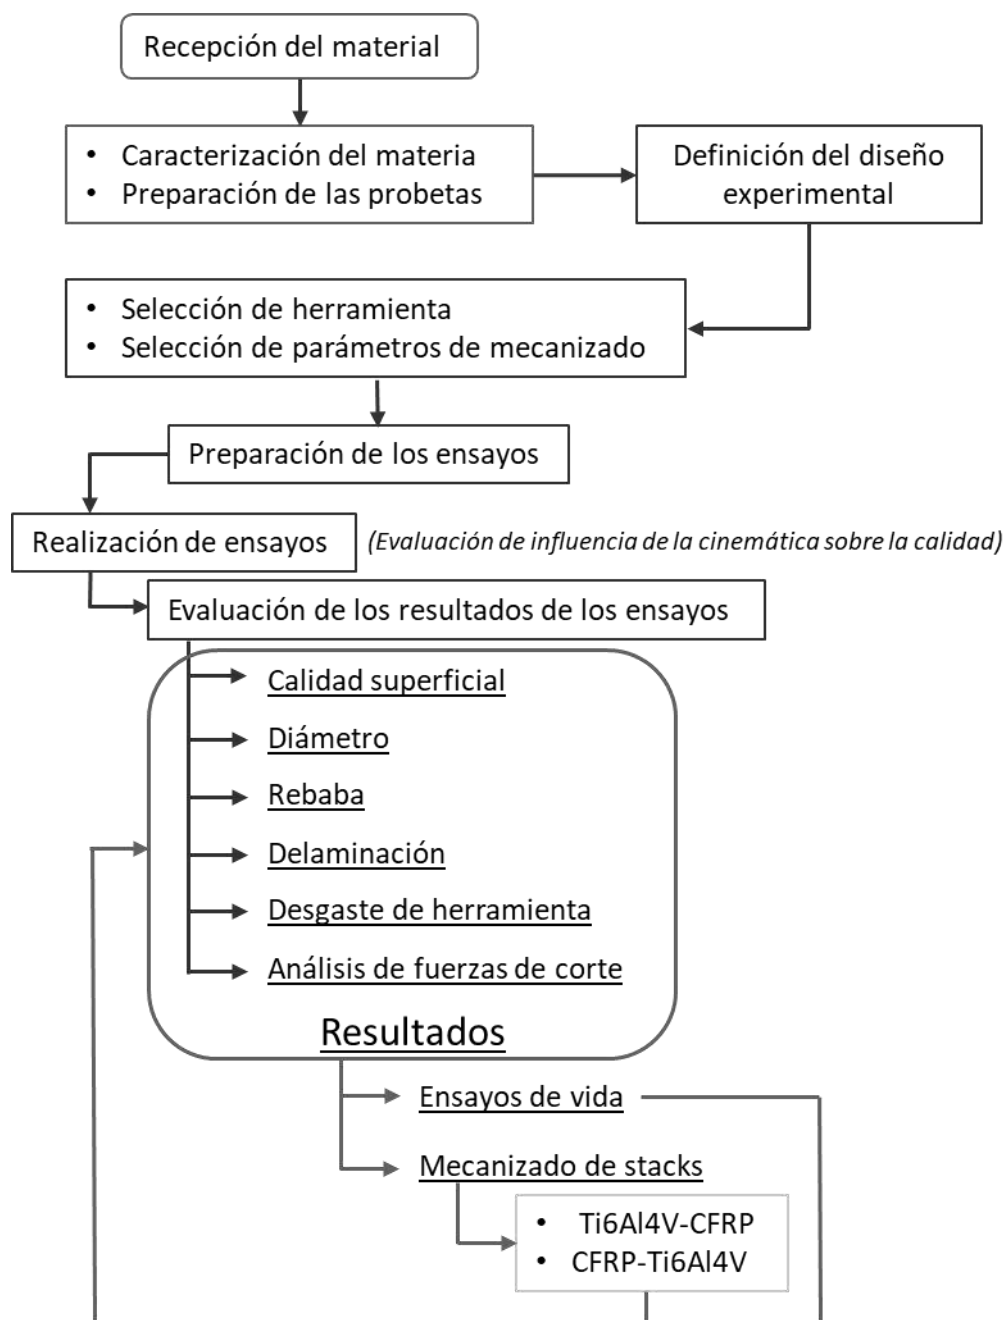 Recepción del material
• Caracterización del materia
• Preparación de las probetas
Definición del diseño
experimental
• Selección de herramienta
• Selección de parámetros de mecanizado
Preparación de los ensayos
Realización de ensayos
(Evaluación de influencia de la cinemática sobre la calidad)
Evaluación de los resultados de los ensayos
Calidad superficial
Diámetro
Rebaba
Delaminación
Desgaste de herramienta
Análisis de fuerzas de corte
Resultados
Ensayos de vida
Mecanizado de stacks
• Ti6Al4V-CFRP
• CFRP-Ti6Al4V